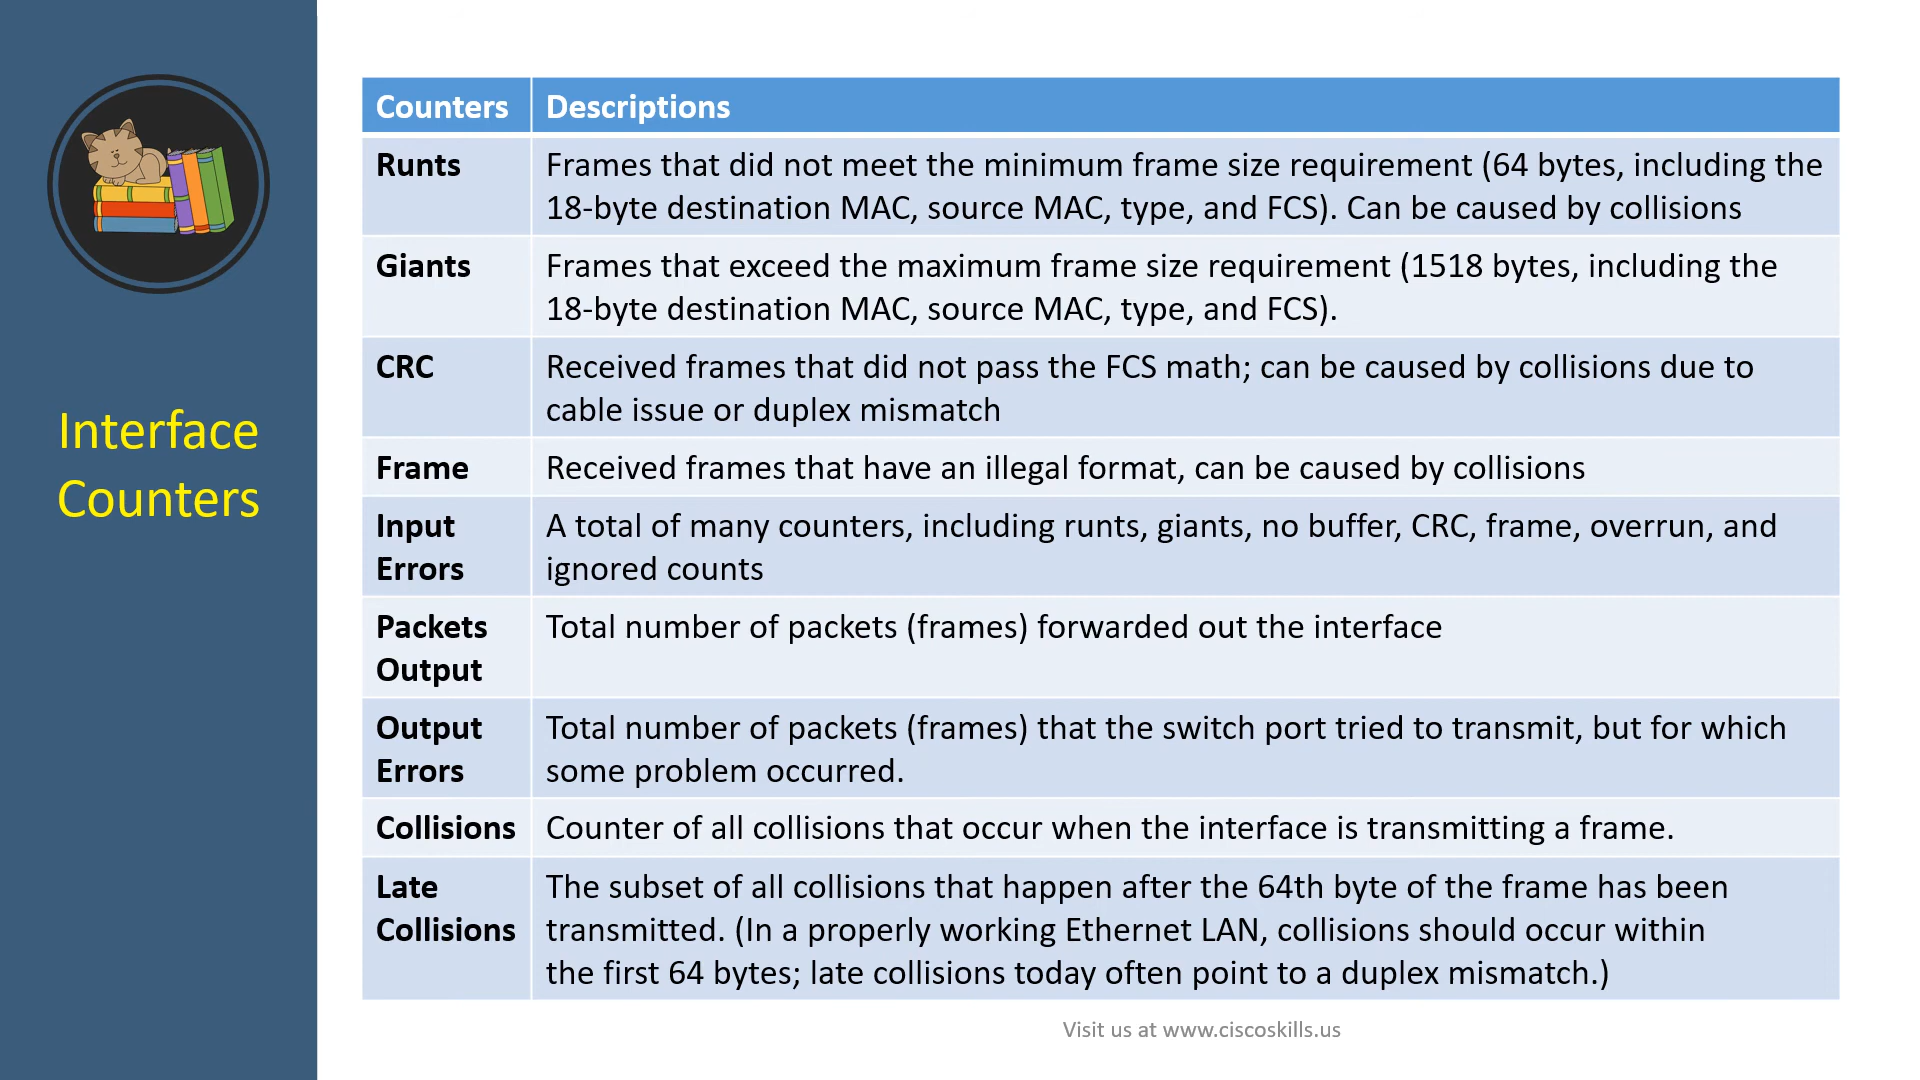 Interface
Counters
Counters Descriptions
Runts Frames that did not meet the minimum frame size requirement (64 bytes, including the
18-byte destination MAC, source MAC, type, and FCS). Can be caused by collisions
Giants Frames that exceed the maximum frame size requirement (1518 bytes, including the
18-byte destination MAC, source MAC, type, and FCS).
CRC Received frames that did not pass the FCS math; can be caused by collisions due to
cable issue or duplex mismatch
Frame Received frames that have an illegal format, can be caused by collisions
Input A total of many counters, including runts, giants, no buffer, CRC, frame, overrun, and
Errors ignored counts
Packets Total number of packets (frames) forwarded out the interface
Output
Output Total number of packets (frames) that the switch port tried to transmit, but for which
Errors some problem occurred.
Collisions Counter of all collisions that occur when the interface is transmitting a frame.
Late The subset of all collisions that happen after the 64th byte of the frame has been
Collisions transmitted. (In a properly working Ethernet LAN, collisions should occur within
the first 64 bytes; late collisions today often point to a duplex mismatch.)
Visit us at www.ciscoskills.us